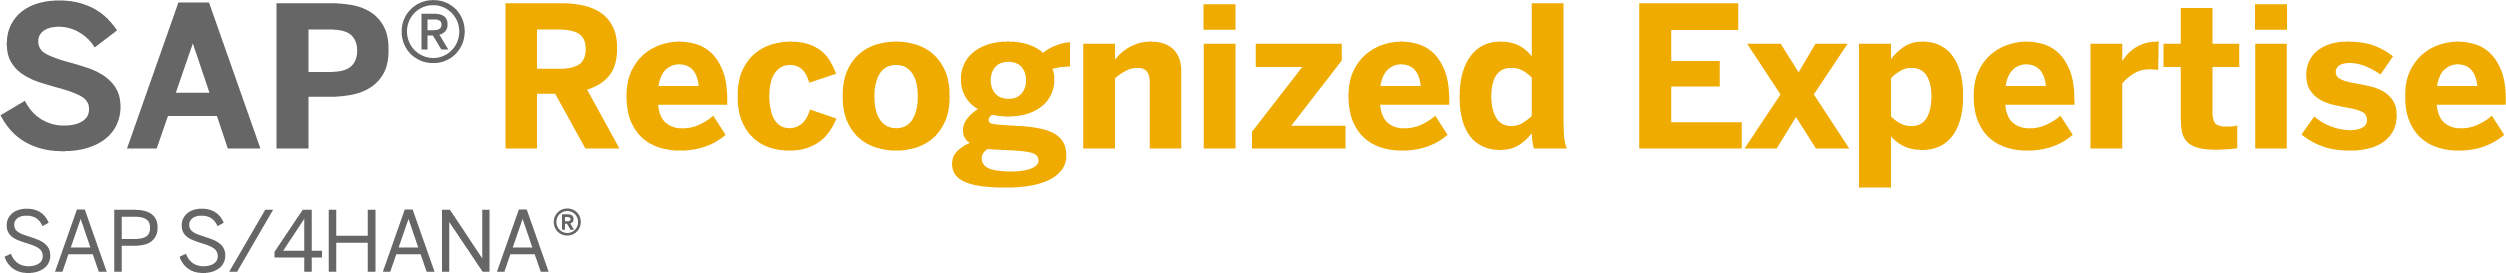 SAP® Recognized Expertise
SAP S/4HANA®